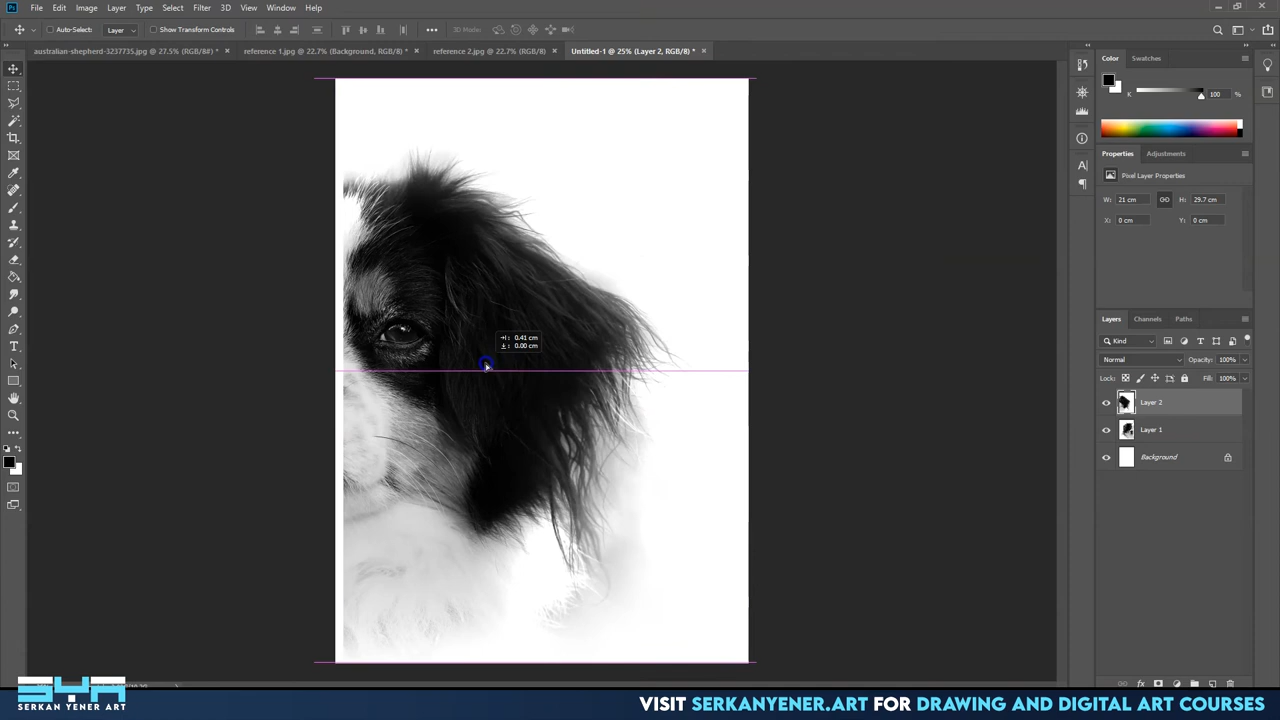 Ps File Edit Image Layer Type Select Filter 3D View Window Help
Auto-Select: Layer Show Transform Controls 3D Mode:
australian-shepherd-3237735.jpg @ 27.5% (RGB/8#) * × reference 1.jpg @ 22.7% (Background, RGB/8) * × reference 2.jpg @ 22.7% (RGB/8) × Untitled-1 @ 25% (Layer 2, RGB/8) * ×
Color Swatches
K 100 %
Properties Adjustments
Pixel Layer Properties
W: 21 cm H: 29.7 cm
X: 0 cm Y: 0 cm
0.41 cm
0.00 cm
Layers Channels Paths
Kind
Normal Opacity: 100%
Lock: Fill: 100%
Layer 2
Layer 1
Background
SYA
SERKAN YENER ART
VISIT SERKANYENER.ART FOR DRAWING AND DIGITAL ART COURSES